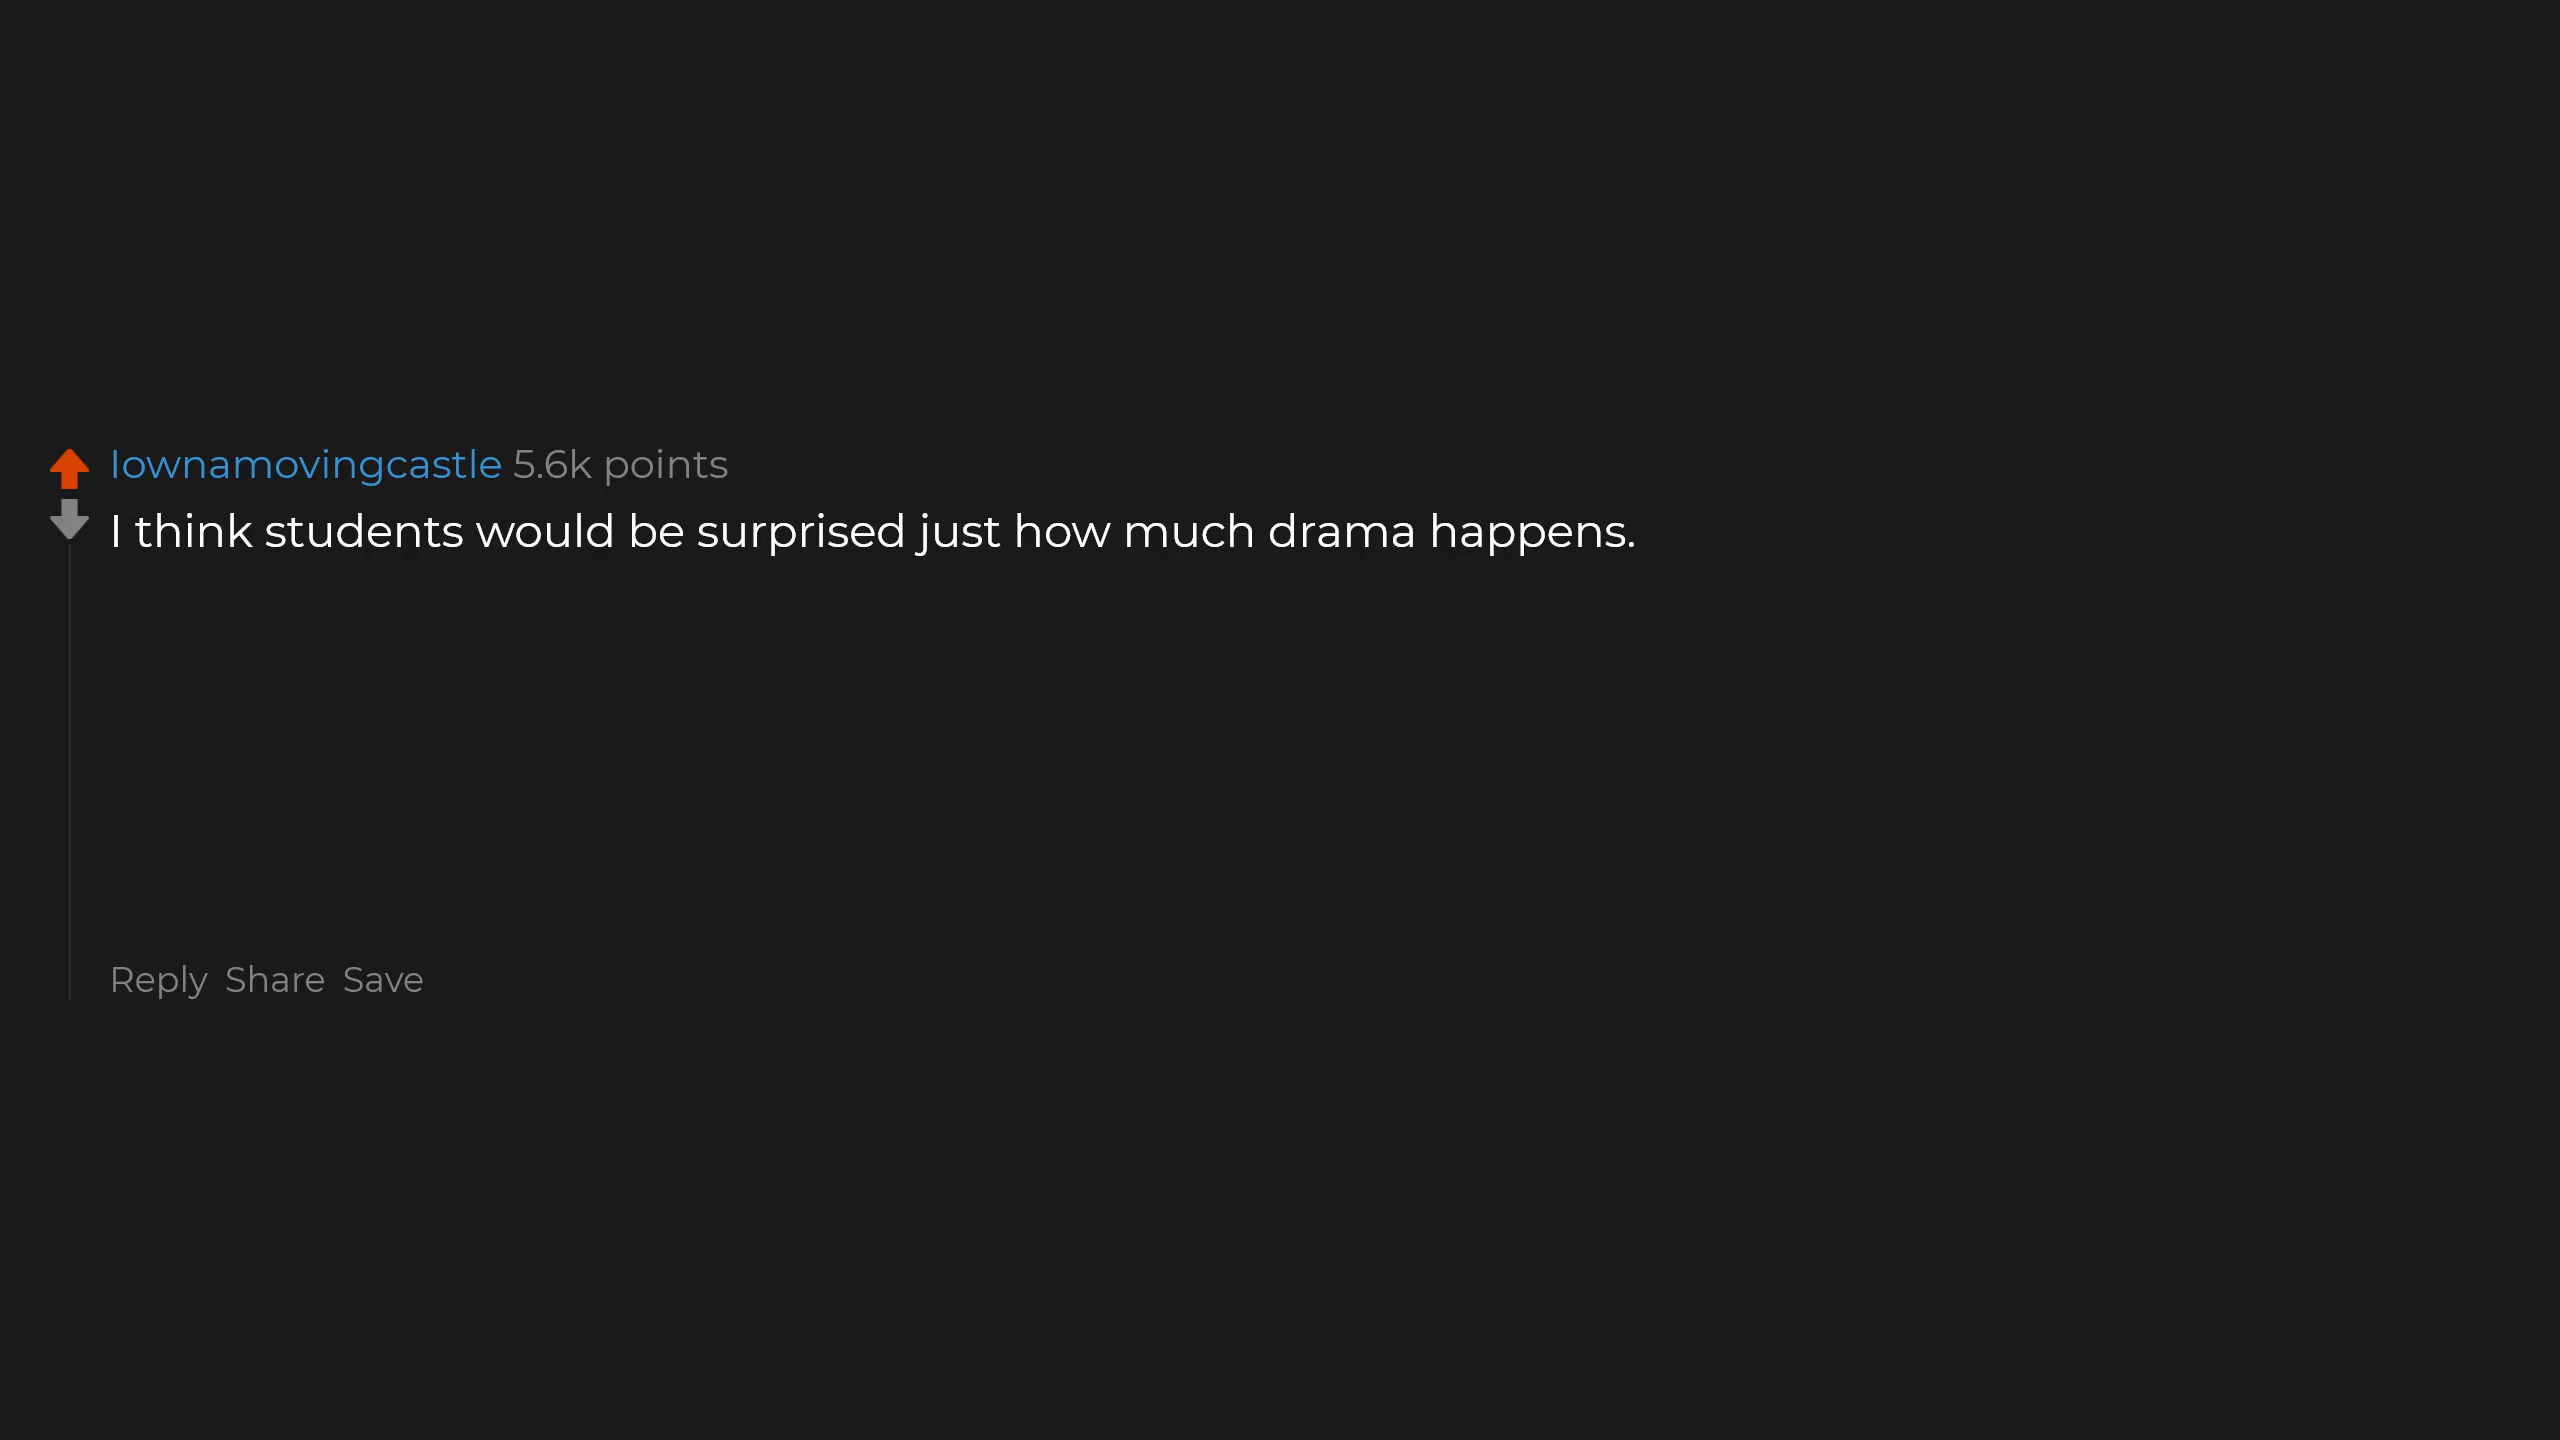 Iownamovingcastle 5.6k points
I think students would be surprised just how much drama happens.
Reply Share Save